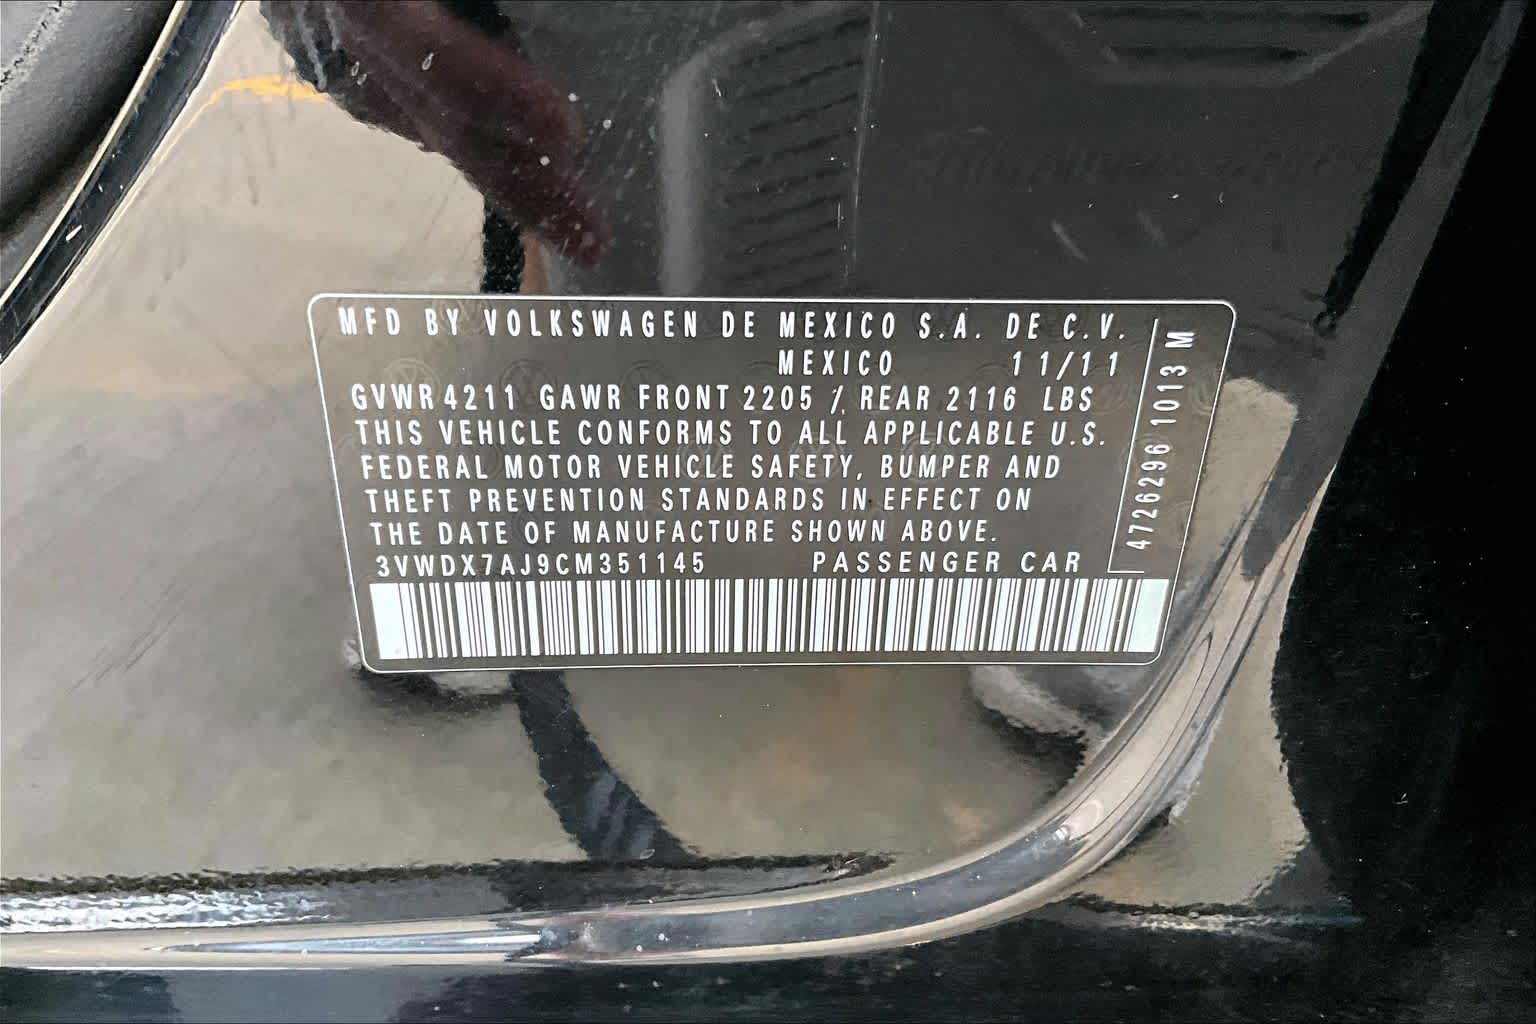 MFD BY VOLKSWAGEN DE MEXICO S.A. DE C.V.
MEXICO 11/11
GVWR 4211 GAWR FRONT 2205 / REAR 2116 LBS
THIS VEHICLE CONFORMS TO ALL APPLICABLE U.S.
FEDERAL MOTOR VEHICLE SAFETY, BUMPER AND
THEFT PREVENTION STANDARDS IN EFFECT ON
THE DATE OF MANUFACTURE SHOWN ABOVE.
3VWDX7AJ9CM351145 PASSENGER CAR
4726296 1013 M